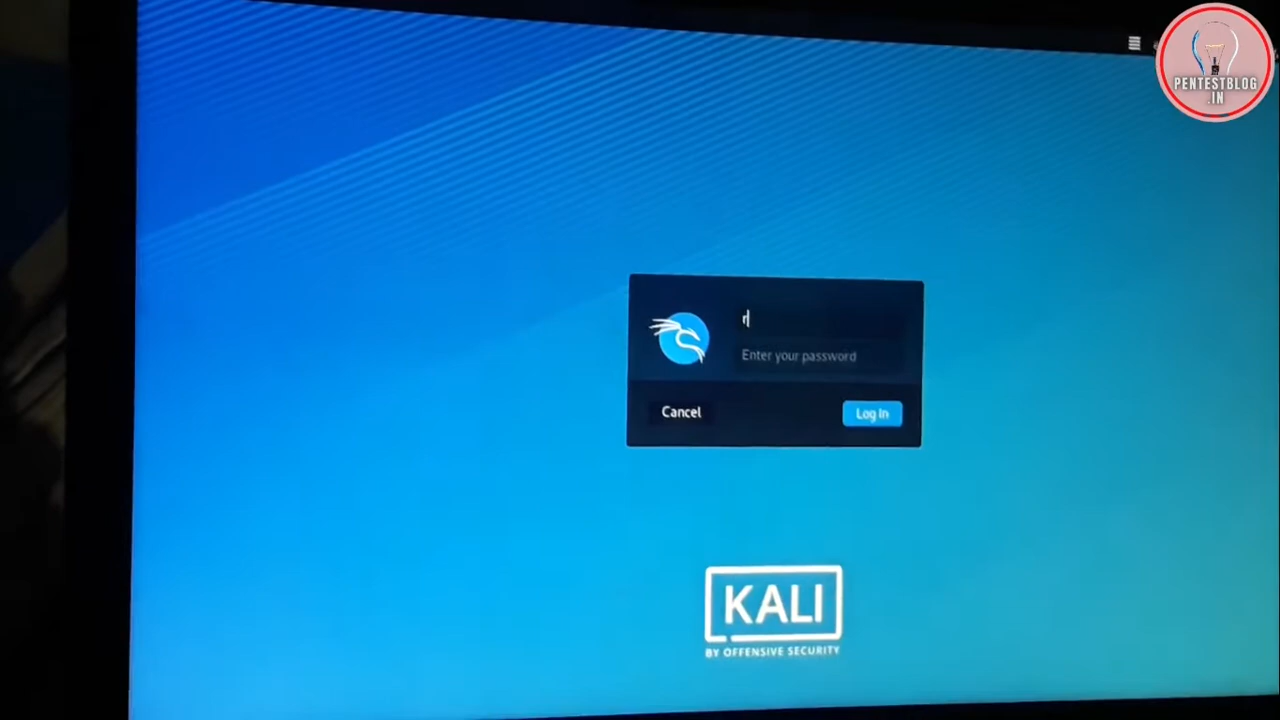 PENTESTBLOG
.IN
r
Enter your password
Cancel
Log In
KALI
BY OFFENSIVE SECURITY